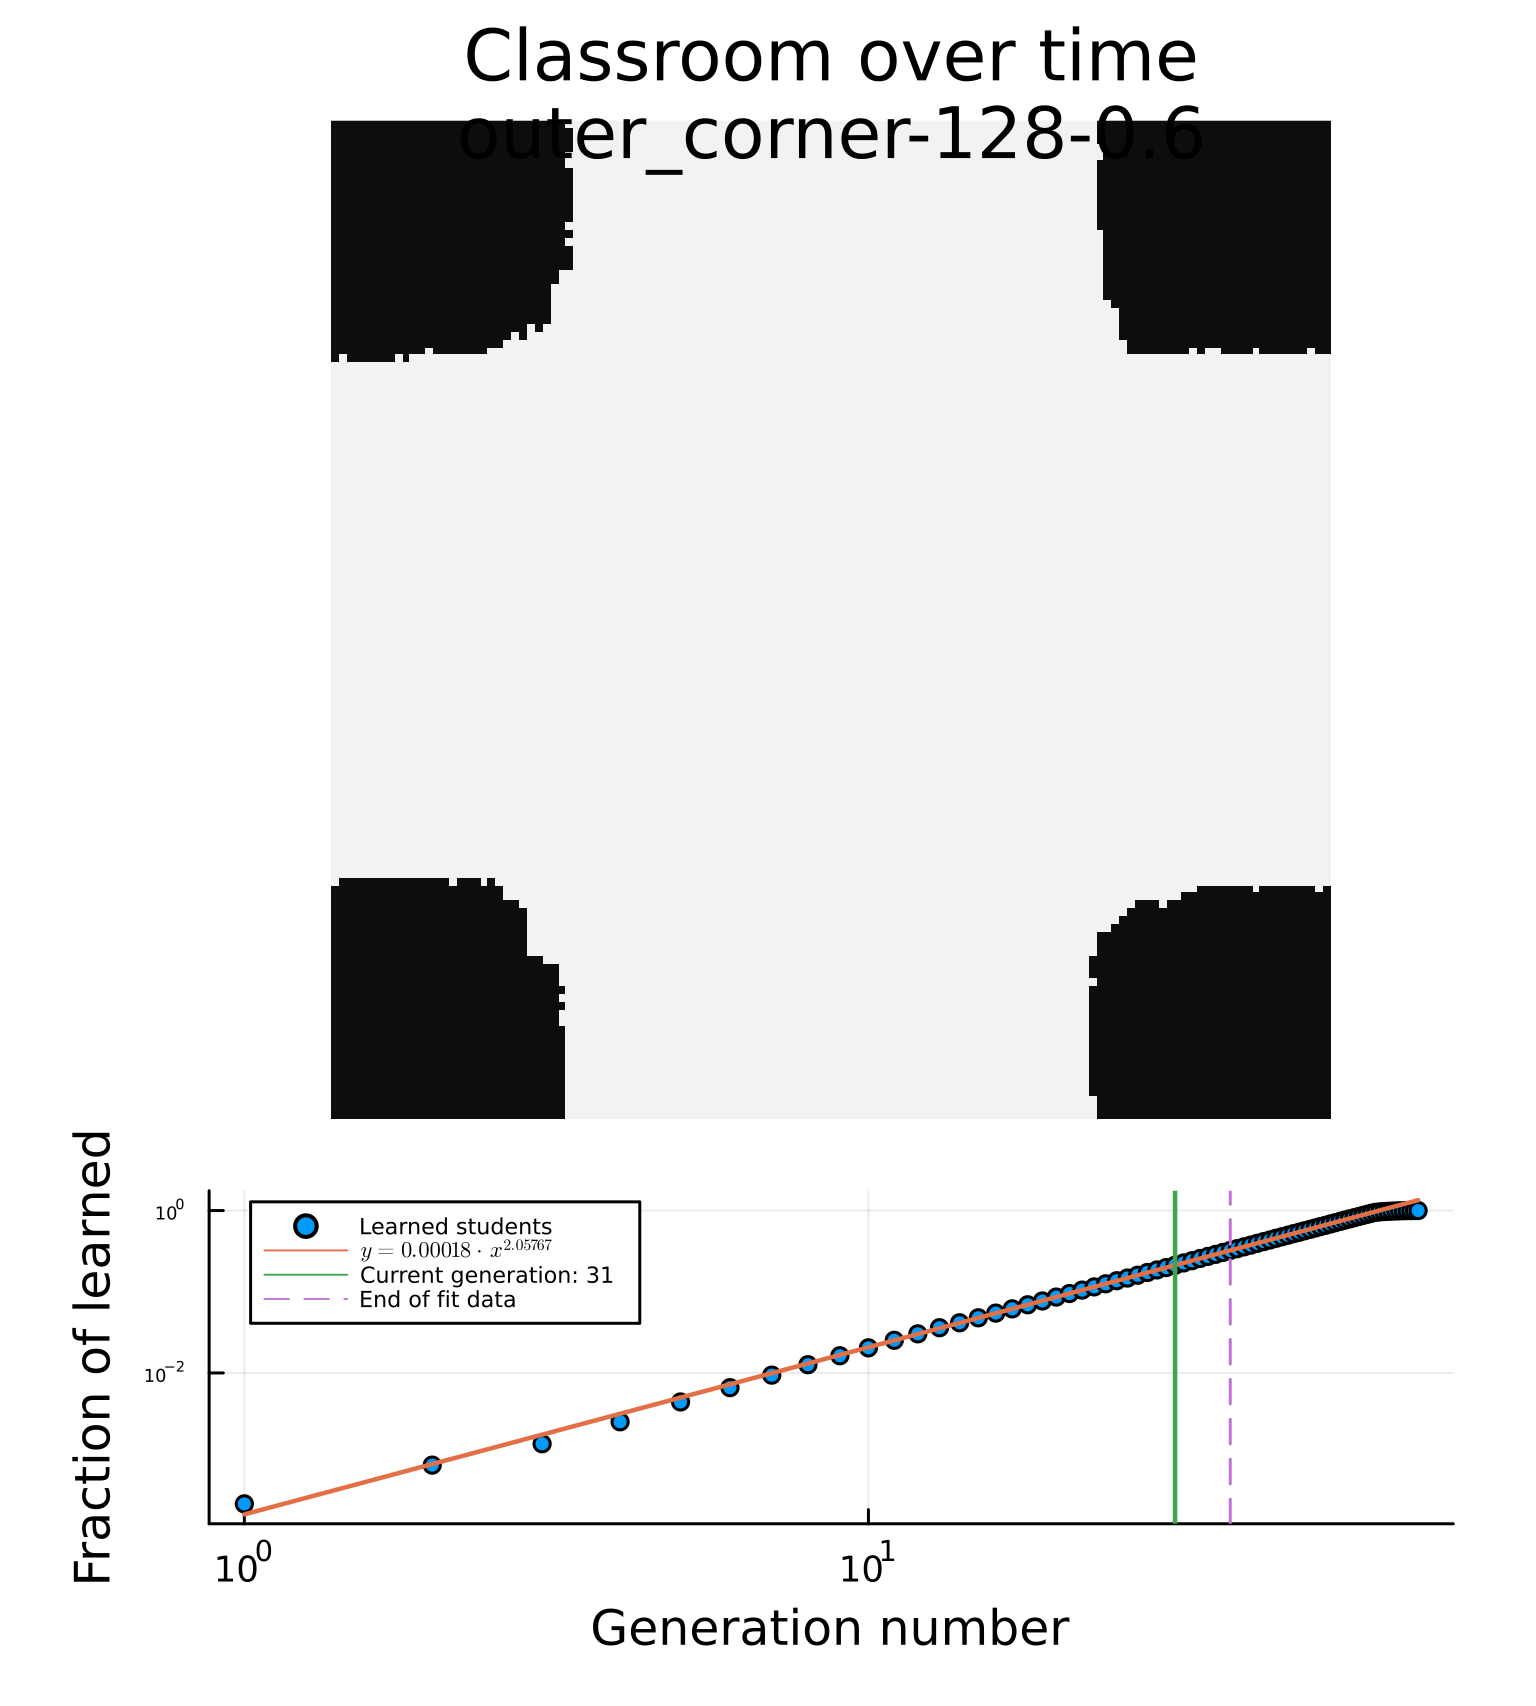 Classroom over time
outer_corner-128-0.6
Fraction of learned
10⁰
10⁻²
Learned students
y = 0.00018 · x^2.05767
Current generation: 31
End of fit data
10⁰
10¹
Generation number